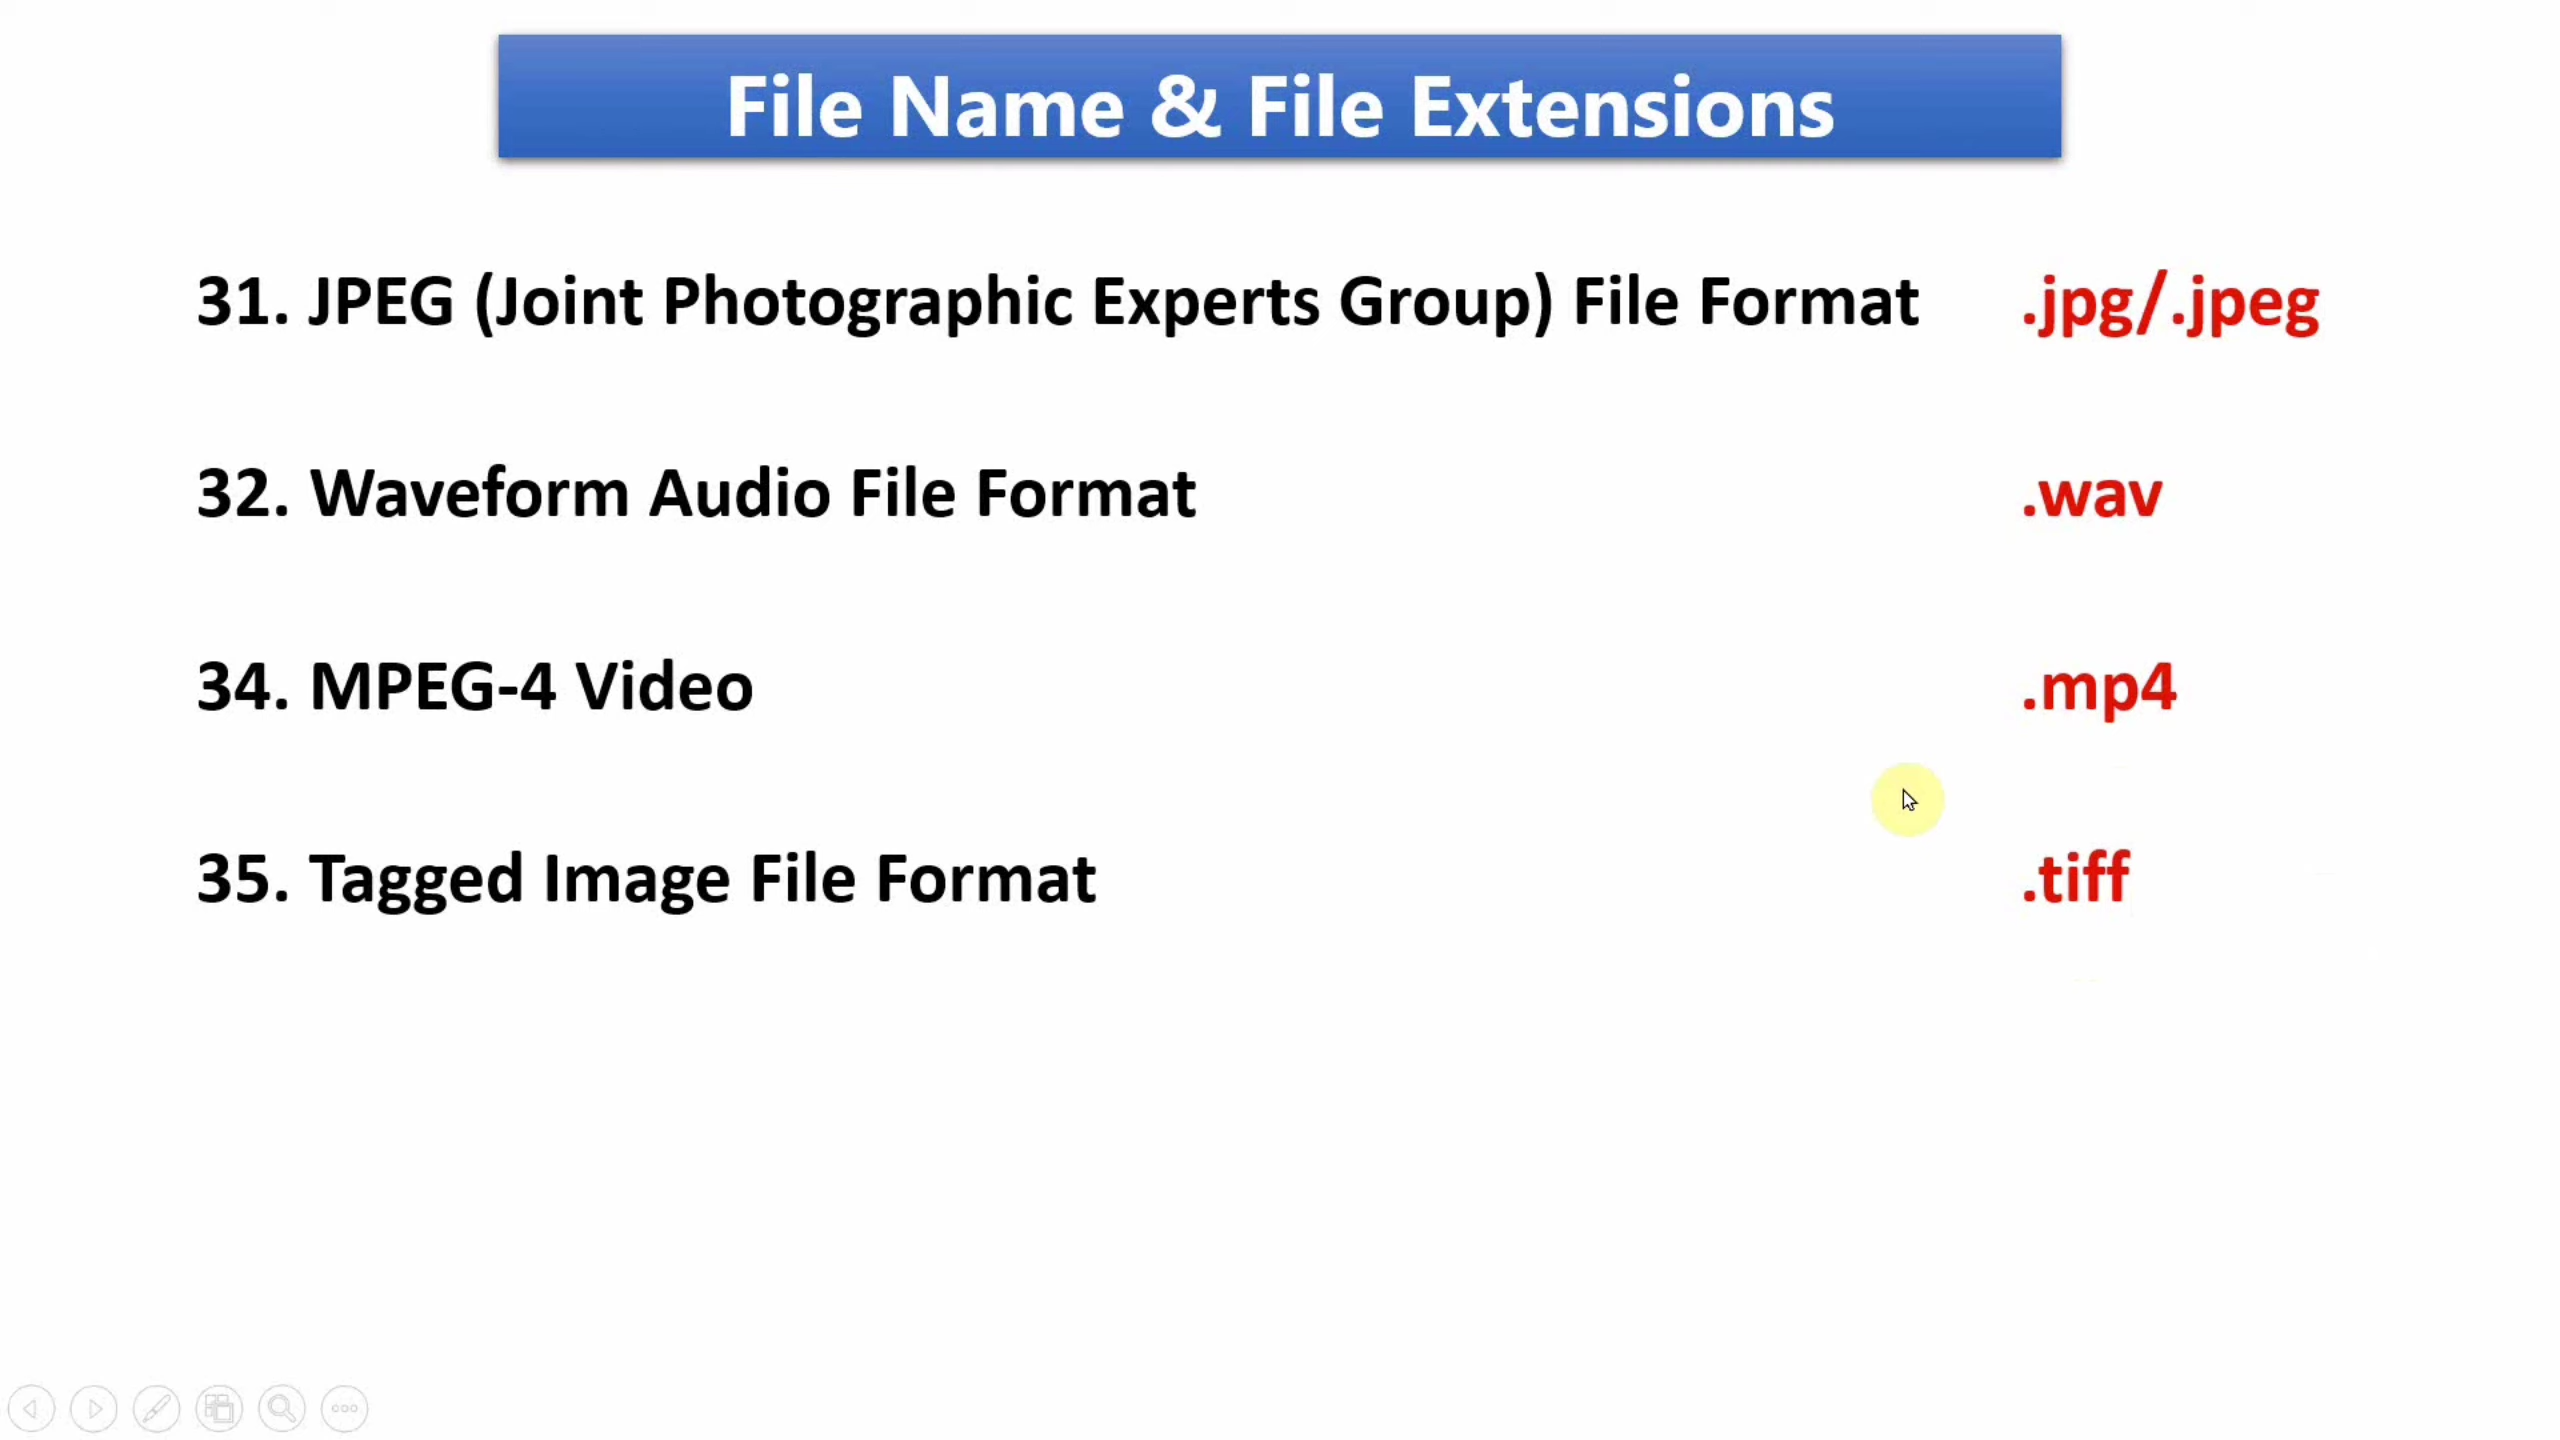 File Name & File Extensions
31. JPEG (Joint Photographic Experts Group) File Format .jpg/.jpeg
32. Waveform Audio File Format .wav
34. MPEG-4 Video .mp4
35. Tagged Image File Format .tiff